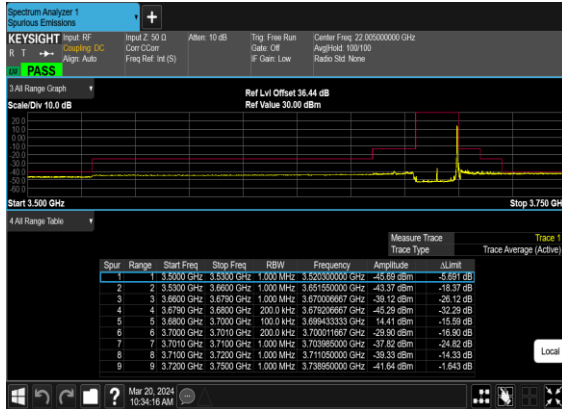 Spectrum Analyzer 1
Spurious Emissions
KEYSIGHT Input: RF Input Z: 50 Ω Atten: 10 dB Trig: Free Run Center Freq: 22.005000000 GHz
R T Coupling: DC Corr CCorr Gate: Off Avg|Hold: 100/100
Align: Auto Freq Ref: Int (S) IF Gain: Low Radio Std: None
PASS
3 All Range Graph
Scale/Div 10.0 dB Ref Lvl Offset 36.44 dB
Ref Value 30.00 dBm
20.0
10.0
0.00
-10.0
-20.0
-30.0
-40.0
-50.0
-60.0
Start 3.500 GHz Stop 3.750 GH
4 All Range Table
Measure Trace Trace 1
Trace Type Trace Average (Active)
Spur Range Start Freq Stop Freq RBW Frequency Amplitude ΔLimit
1 1 3.5000 GHz 3.5300 GHz 1.000 MHz 3.520300000 GHz -45.69 dBm -5.691 dB
2 2 3.5300 GHz 3.6600 GHz 1.000 MHz 3.651550000 GHz -43.37 dBm -18.37 dB
3 3 3.6600 GHz 3.6790 GHz 1.000 MHz 3.670006667 GHz -39.12 dBm -26.12 dB
4 4 3.6790 GHz 3.6800 GHz 200.0 kHz 3.679206667 GHz -45.29 dBm -32.29 dB
5 5 3.6800 GHz 3.7000 GHz 100.0 kHz 3.699433333 GHz 14.41 dBm -15.59 dB
6 6 3.7000 GHz 3.7010 GHz 200.0 kHz 3.700011667 GHz -29.90 dBm -16.90 dB
7 7 3.7010 GHz 3.7100 GHz 1.000 MHz 3.703985000 GHz -37.82 dBm -24.82 dB
8 8 3.7100 GHz 3.7200 GHz 1.000 MHz 3.711050000 GHz -39.33 dBm -14.33 dB
9 9 3.7200 GHz 3.7500 GHz 1.000 MHz 3.738950000 GHz -41.64 dBm -1.643 dB
Local
? Mar 20, 2024
10:34:16 AM